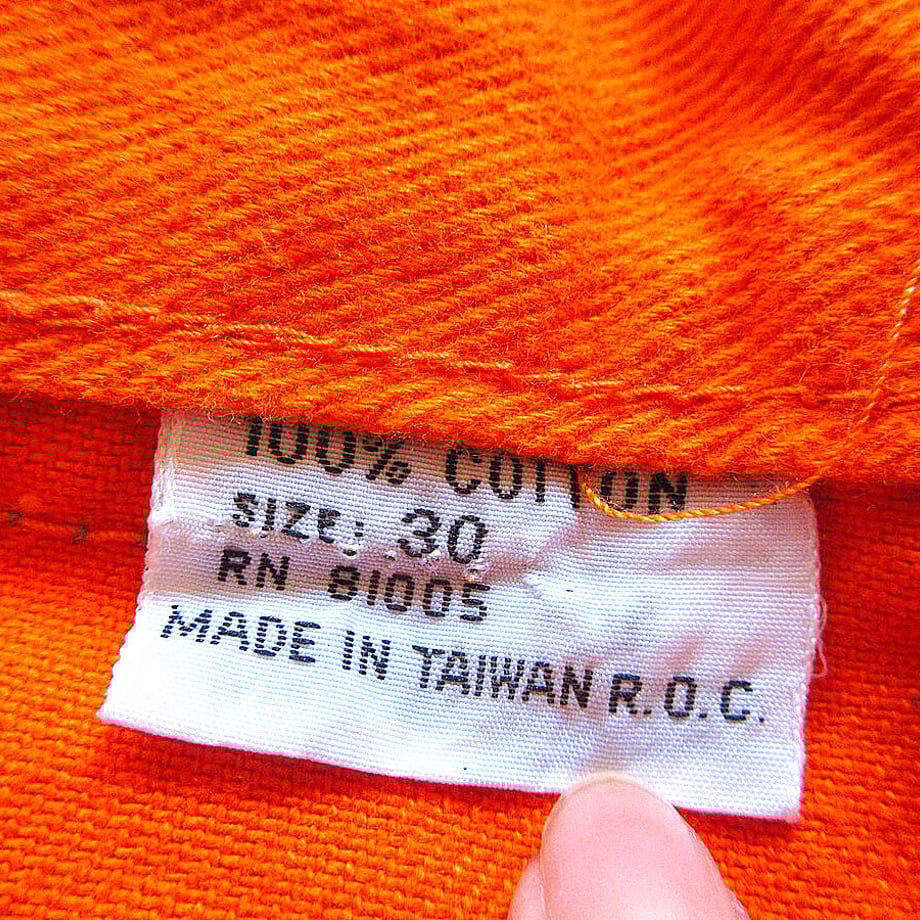 100% COTTON
SIZE: 30
RN 81005
MADE IN TAIWAN R.O.C.